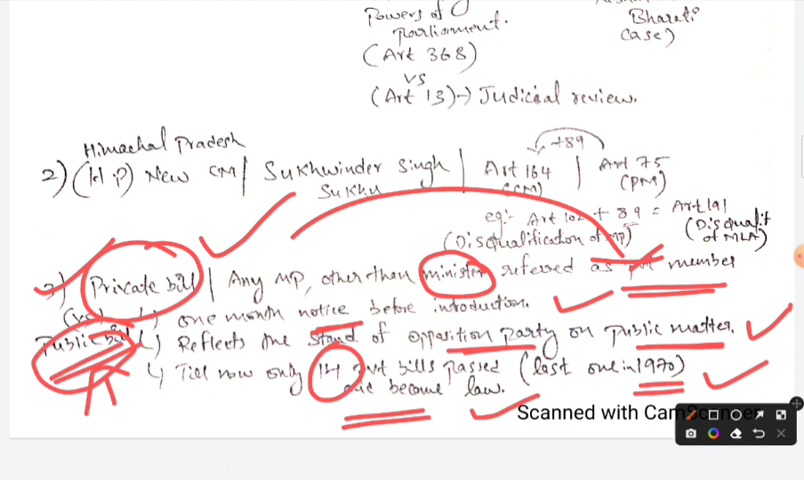 Powers of
parliament.
Bharati
case)
(Art 368)
vs
(Art 13) → Judicial review.
Himachal Pradesh
2) (H.P) New CM | Sukhwinder Singh | Art 164 | Art 75
+89
Sukhu (CM) (PM)
eg:- Art 102 + 89 = Art 191
(Disqualification of MP) (Disqualift of MLA)
3) Private bill | Any MP, other than minister referred as pvt member
(vs) ↳ one month notice before introduction.
Public bill ↳ Reflects the stand of opposition party on public matter.
↳ Till now only 14 pvt bills passed (last one in 1970)
and become law.
Scanned with CamScanner